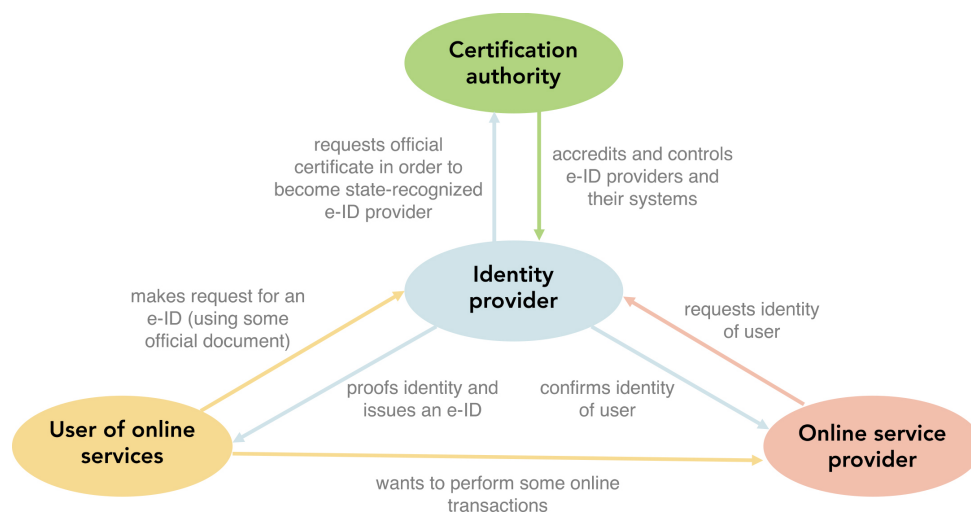 Certification
authority
requests official
certificate in order to
become state-recognized
e-ID provider
accredits and controls
e-ID providers and
their systems
Identity
provider
makes request for an
e-ID (using some
official document)
requests identity
of user
proofs identity and
issues an e-ID
confirms identity
of user
User of online
services
Online service
provider
wants to perform some online
transactions